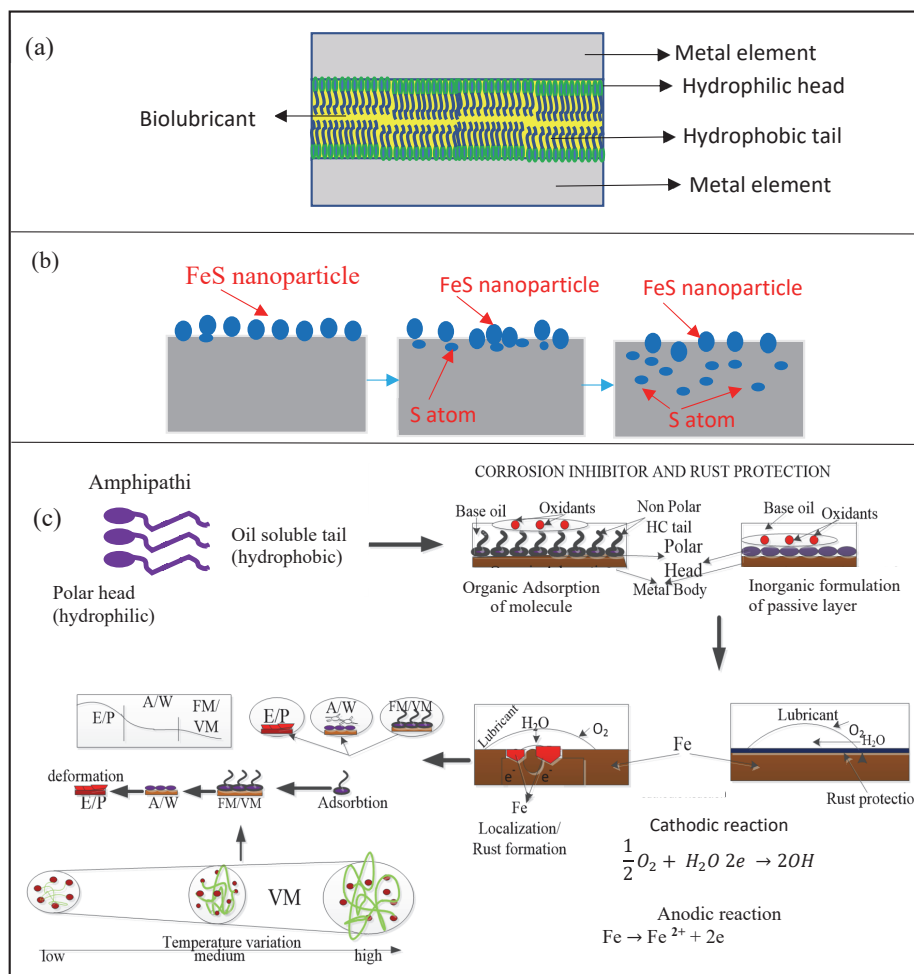 (a)
Metal element
Hydrophilic head
Biolubricant
Hydrophobic tail
Metal element
(b)
FeS nanoparticle
FeS nanoparticle
FeS nanoparticle
S atom
S atom
(c)
Amphipathi
Oil soluble tail
(hydrophobic)
Polar head
(hydrophilic)
CORROSION INHIBITOR AND RUST PROTECTION
Base oil
Oxidants
Non Polar
HC tail
Polar
Head
Metal Body
Organic Adsorption
of molecule
Base oil
Oxidants
Inorganic formulation
of passive layer
E/P
A/W
FM/
VM
E/P
A/W
FM/VM
deformation
E/P
A/W
FM/VM
Adsorbtion
Lubricant
H₂O
O₂
e⁻
e⁻
Fe
Localization/
Rust formation
Fe
Lubricant
O₂
H₂O
Rust protection
Cathodic reaction
½O₂ + H₂O 2e → 2OH
Anodic reaction
Fe → Fe ²⁺ + 2e
VM
Temperature variation
low
medium
high